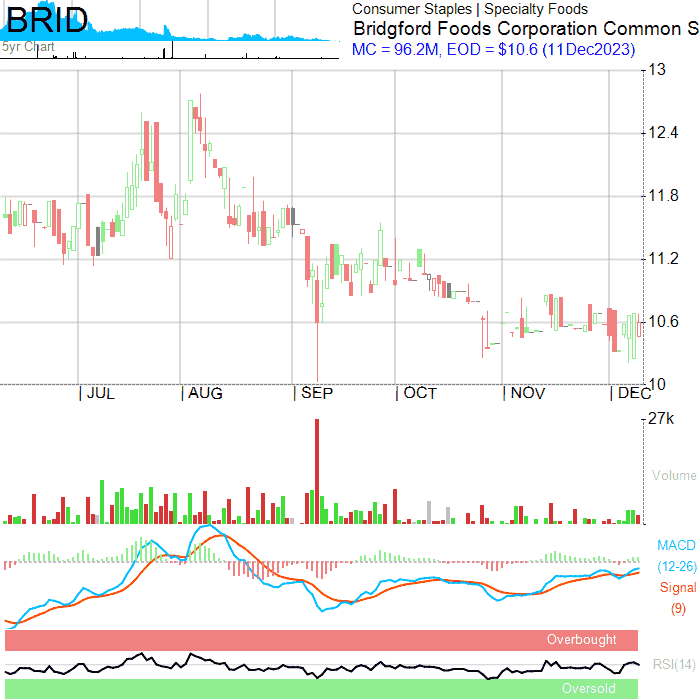 BRID
5yr Chart
Consumer Staples | Specialty Foods
Bridgford Foods Corporation Common S
MC = 96.2M, EOD = $10.6 (11Dec2023)
13
12.4
11.8
11.2
10.6
10
| JUL | AUG | SEP | OCT | NOV | DEC
27k
Volume
MACD
(12-26)
Signal
(9)
Overbought
RSI(14)
Oversold